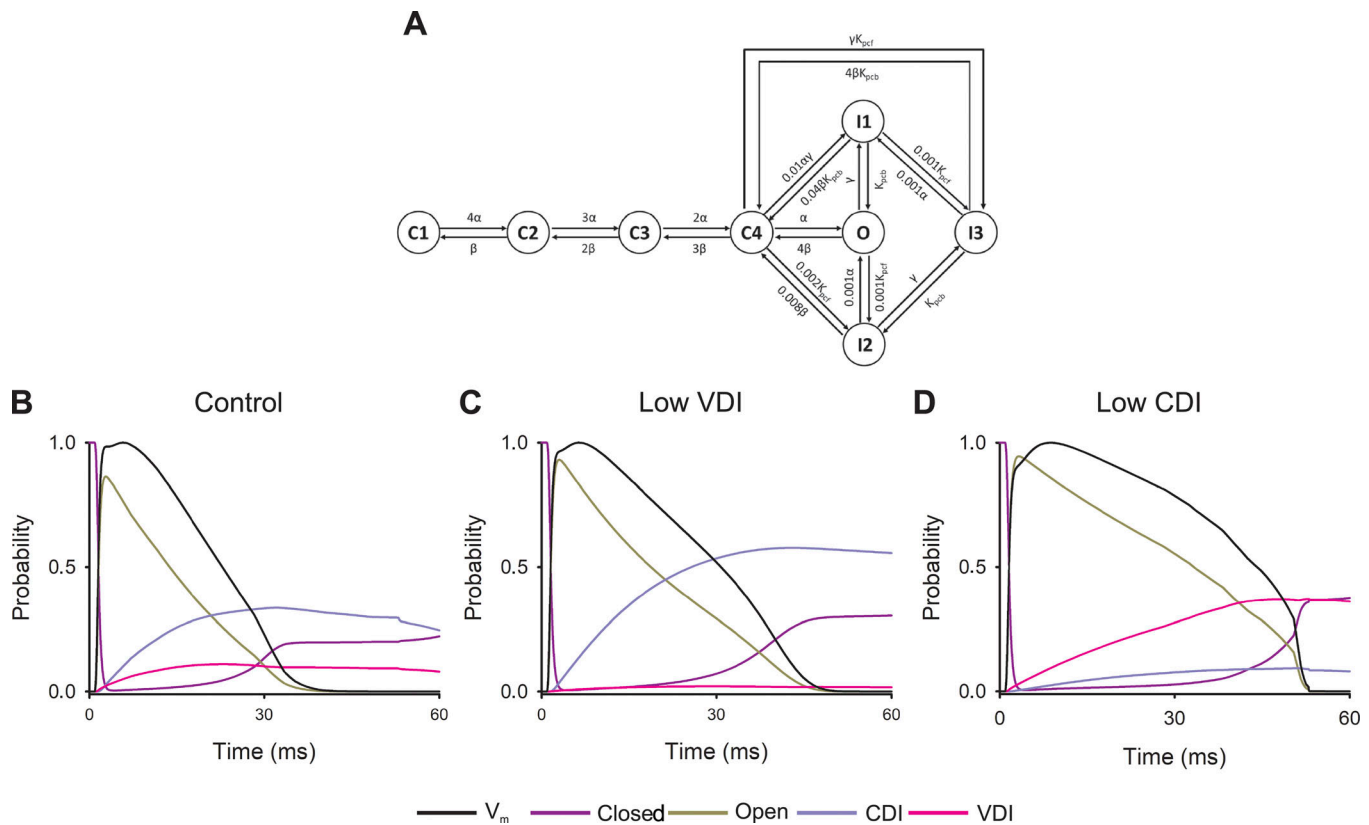 A
γK_pcf
4βK_pcb
I1
0.01αγ
0.04βK_pcb
γ
K_pcb
0.001K_pcf
0.001α
C1
4α
β
C2
3α
2β
C3
2α
3β
C4
α
4β
O
I3
0.002K_pcf
0.008β
0.001α
0.001K_pcf
γ
K_pcb
I2
B Control
Probability
1.0
0.5
0.0
0 30 60
Time (ms)
C Low VDI
Probability
1.0
0.5
0.0
0 30 60
Time (ms)
D Low CDI
Probability
1.0
0.5
0.0
0 30 60
Time (ms)
V_m Closed Open CDI VDI